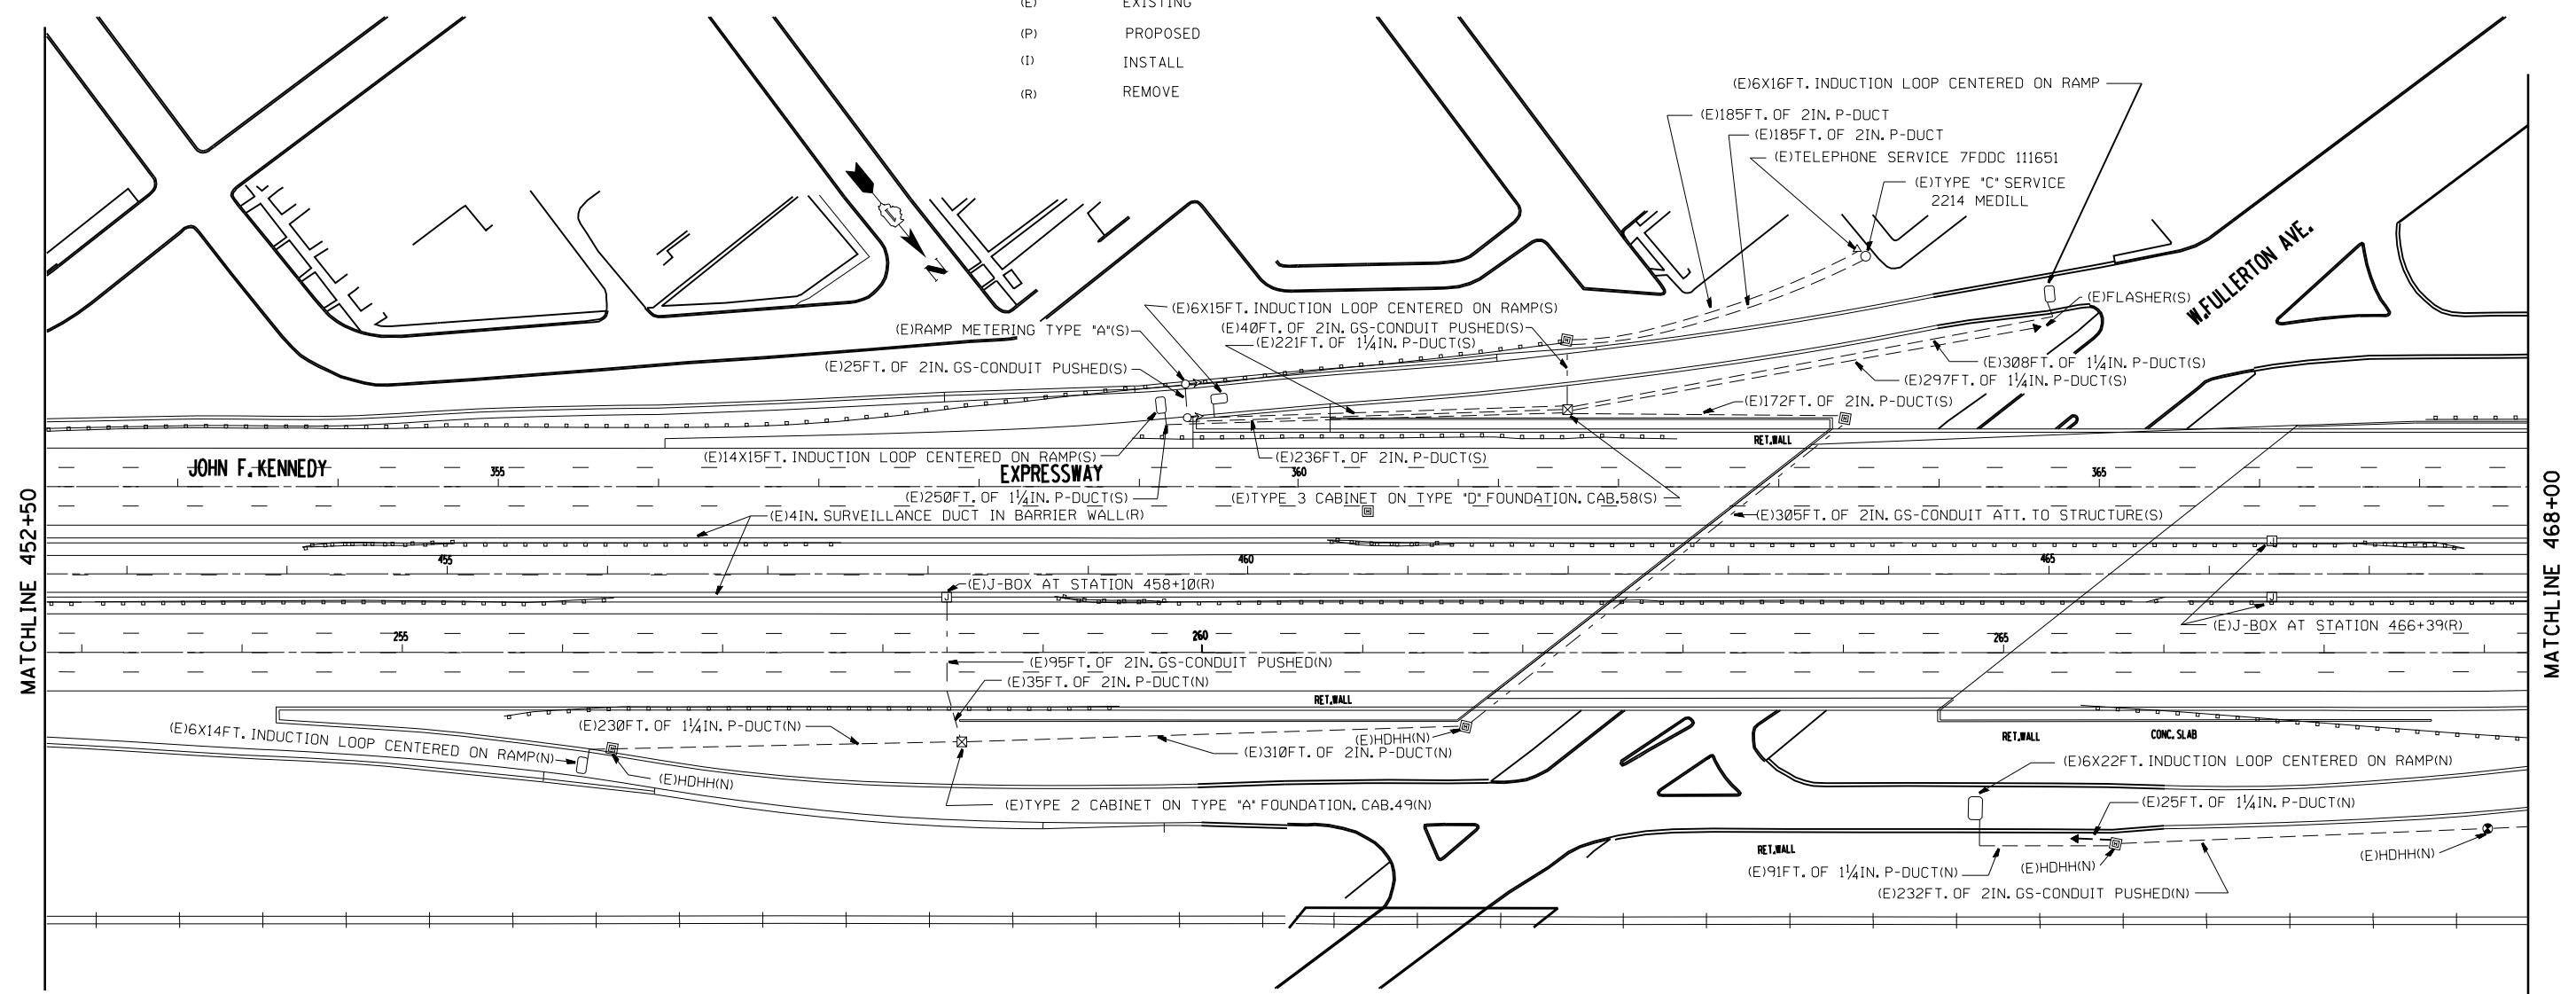 (E) EXISTING
(P) PROPOSED
(I) INSTALL
(R) REMOVE
(E)6X16FT. INDUCTION LOOP CENTERED ON RAMP
(E)185FT. OF 2IN. P-DUCT
(E)185FT. OF 2IN. P-DUCT
(E)TELEPHONE SERVICE 7FDDC 111651
(E)TYPE "C" SERVICE
2214 MEDILL
W. FULLERTON AVE.
N
(E)FLASHER(S)
(E)6X15FT. INDUCTION LOOP CENTERED ON RAMP(S)
(E)RAMP METERING TYPE "A"(S)
(E)40FT. OF 2IN. GS-CONDUIT PUSHED(S)
(E)221FT. OF 1¼IN. P-DUCT(S)
(E)25FT. OF 2IN. GS-CONDUIT PUSHED(S)
(E)308FT. OF 1¼IN. P-DUCT(S)
(E)297FT. OF 1¼IN. P-DUCT(S)
(E)172FT. OF 2IN. P-DUCT(S)
RET. WALL
(E)14X15FT. INDUCTION LOOP CENTERED ON RAMP(S)
(E)236FT. OF 2IN. P-DUCT(S)
JOHN F. KENNEDY
355
EXPRESSWAY
360
365
(E)250FT. OF 1¼IN. P-DUCT(S)
(E)TYPE 3 CABINET ON TYPE "D" FOUNDATION. CAB.58(S)
(E)4IN. SURVEILLANCE DUCT IN BARRIER WALL(R)
(E)305FT. OF 2IN. GS-CONDUIT ATT. TO STRUCTURE(S)
MATCHLINE 452+50
MATCHLINE 468+00
J
455
460
465
(E)J-BOX AT STATION 458+10(R)
J
J
(E)J-BOX AT STATION 466+39(R)
255
260
265
(E)95FT. OF 2IN. GS-CONDUIT PUSHED(N)
(E)35FT. OF 2IN. P-DUCT(N)
RET. WALL
(E)230FT. OF 1¼IN. P-DUCT(N)
(E)6X14FT. INDUCTION LOOP CENTERED ON RAMP(N)
(E)HDHH(N)
(E)310FT. OF 2IN. P-DUCT(N)
RET. WALL
CONC. SLAB
(E)HDHH(N)
(E)6X22FT. INDUCTION LOOP CENTERED ON RAMP(N)
(E)TYPE 2 CABINET ON TYPE "A" FOUNDATION. CAB.49(N)
(E)25FT. OF 1¼IN. P-DUCT(N)
RET. WALL
(E)HDHH(N)
(E)91FT. OF 1¼IN. P-DUCT(N)
(E)HDHH(N)
(E)232FT. OF 2IN. GS-CONDUIT PUSHED(N)